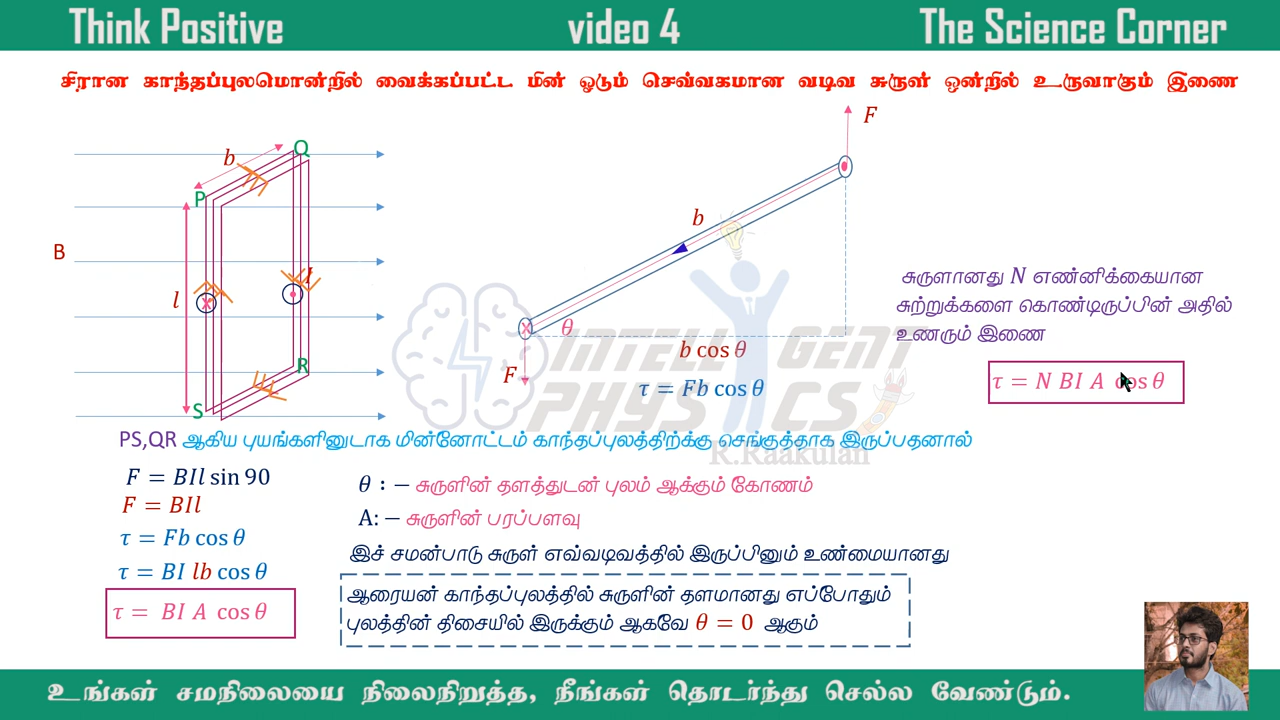 Think Positive
video 4
The Science Corner
சீரான காந்தப்புலமொன்றில் வைக்கப்பட்ட மின் ஓடும் செவ்வகமான வடிவ சுருள் ஒன்றில் உருவாகும் இணை
F
Q
b
P
b
B
I
l
சுருளானது N எண்ணிக்கையான
சுற்றுக்களை கொண்டிருப்பின் அதில்
உணரும் இணை
x
x
θ
b cos θ
INTELLIGENT
R
F
τ = Fb cos θ
τ = N BI A cos θ
PHYSICS
S
PS,QR ஆகிய புயங்களினுடாக மின்னோட்டம் காந்தப்புலத்திற்க்கு செங்குத்தாக இருப்பதனால்
R.Raakulan
F = BIl sin 90
θ : − சுருளின் தளத்துடன் புலம் ஆக்கும் கோணம்
F = BIl
A: − சுருளின் பரப்பளவு
τ = Fb cos θ
இச் சமன்பாடு சுருள் எவ்வடிவத்தில் இருப்பினும் உண்மையானது
τ = BI lb cos θ
ஆரையன் காந்தப்புலத்தில் சுருளின் தளமானது எப்போதும்
τ = BI A cos θ
புலத்தின் திசையில் இருக்கும் ஆகவே θ = 0 ஆகும்
உங்கள் சமநிலையை நிலைநிறுத்த, நீங்கள் தொடர்ந்து செல்ல வேண்டும்.